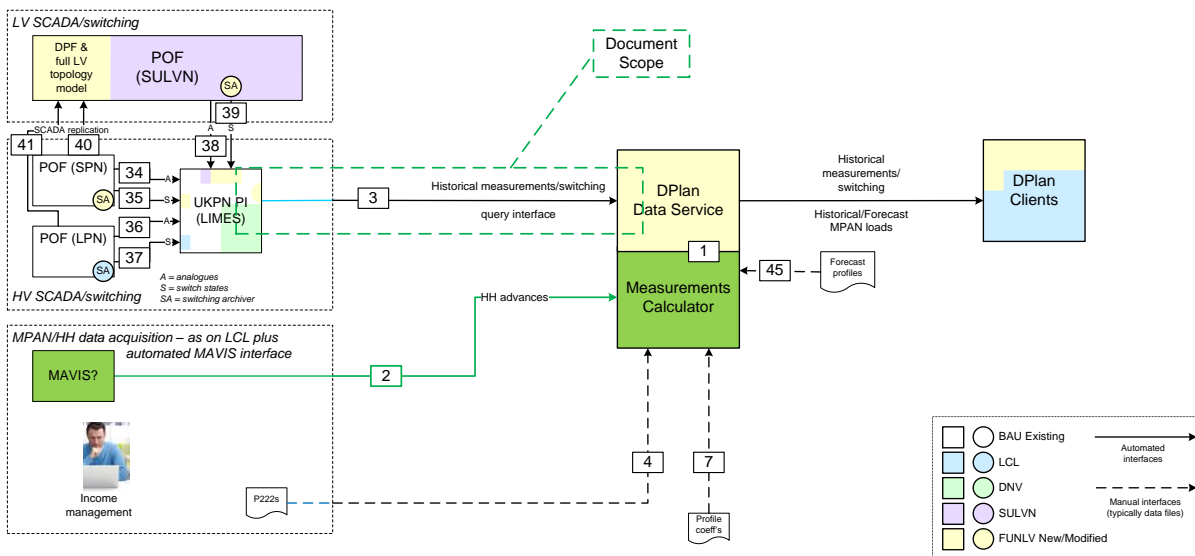 LV SCADA/switching
DPF &
full LV
topology
model
POF
(SULVN)
SA
39
A
S
SCADA replication
41
40
38
POF (SPN)
SA
34
A
35
S
36
A
37
S
POF (LPN)
SA
UKPN PI
(LIMES)
A = analogues
S = switch states
SA = switching archiver
HV SCADA/switching
Document
Scope
3
Historical measurements/switching
query interface
DPlan
Data Service
1
Measurements
Calculator
Historical
measurements/
switching
Historical/Forecast
MPAN loads
DPlan
Clients
45
Forecast
profiles
HH advances
MPAN/HH data acquisition – as on LCL plus
automated MAVIS interface
MAVIS?
2
Income
management
P222s
4
7
Profile
coeff's
BAU Existing
LCL
DNV
SULVN
FUNLV New/Modified
Automated
interfaces
Manual interfaces
(typically data files)